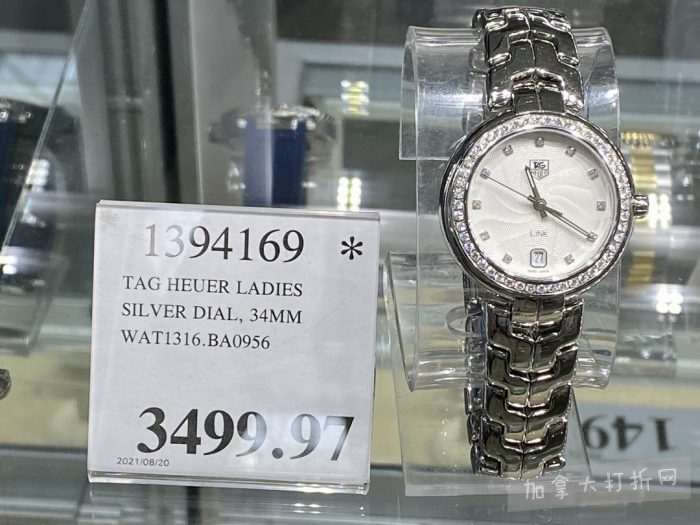 1394169 *
TAG HEUER LADIES
SILVER DIAL, 34MM
WAT1316.BA0956
3499.97
2021/08/20
TAG
HEUER
LINK
149
加拿大打折网